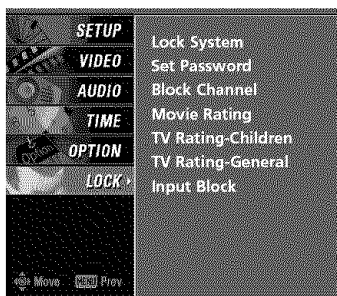 SETUP
VIDEO
AUDIO
TIME
OPTION
LOCK
Lock System
Set Password
Block Channel
Movie Rating
TV Rating-Children
TV Rating-General
Input Block
Move MENU Prev